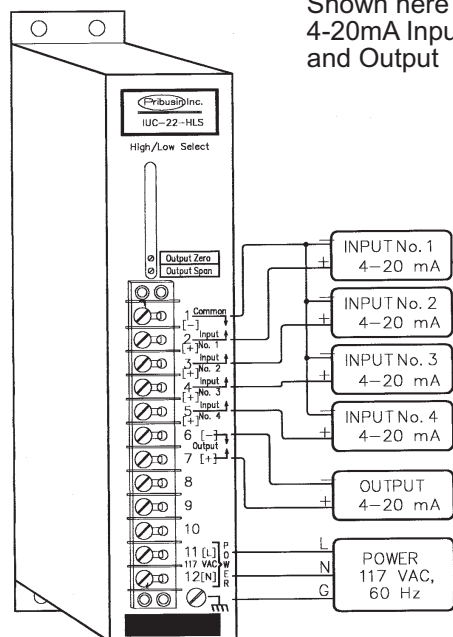 Shown here
4-20mA Inpu
and Output
Pribusin Inc.
IUC-22-HLS
High/Low Select
Output Zero
Output Span
1 Common
[-]
2 Input
[+] No. 1
3 Input
[+] No. 2
4 Input
[+] No. 3
5 Input
[+] No. 4
6 [-]
Output
7 [+]
8
9
10
11 [L]
117 VAC
12 [N]
POWER
- INPUT No. 1
+ 4-20 mA
- INPUT No. 2
+ 4-20 mA
- INPUT No. 3
+ 4-20 mA
- INPUT No. 4
+ 4-20 mA
- OUTPUT
+ 4-20 mA
L
N
G
POWER
117 VAC,
60 Hz